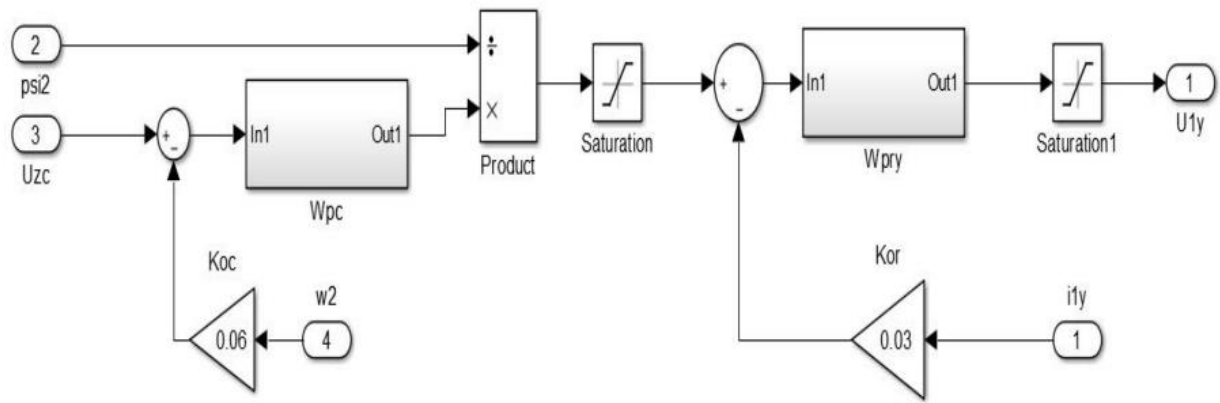 2
psi2
3
Uzc
+
−
In1
Out1
Wpc
÷
×
Product
Saturation
+
−
In1
Out1
Wpry
Saturation1
1
U1y
Koc
0.06
w2
4
Kor
0.03
i1y
1